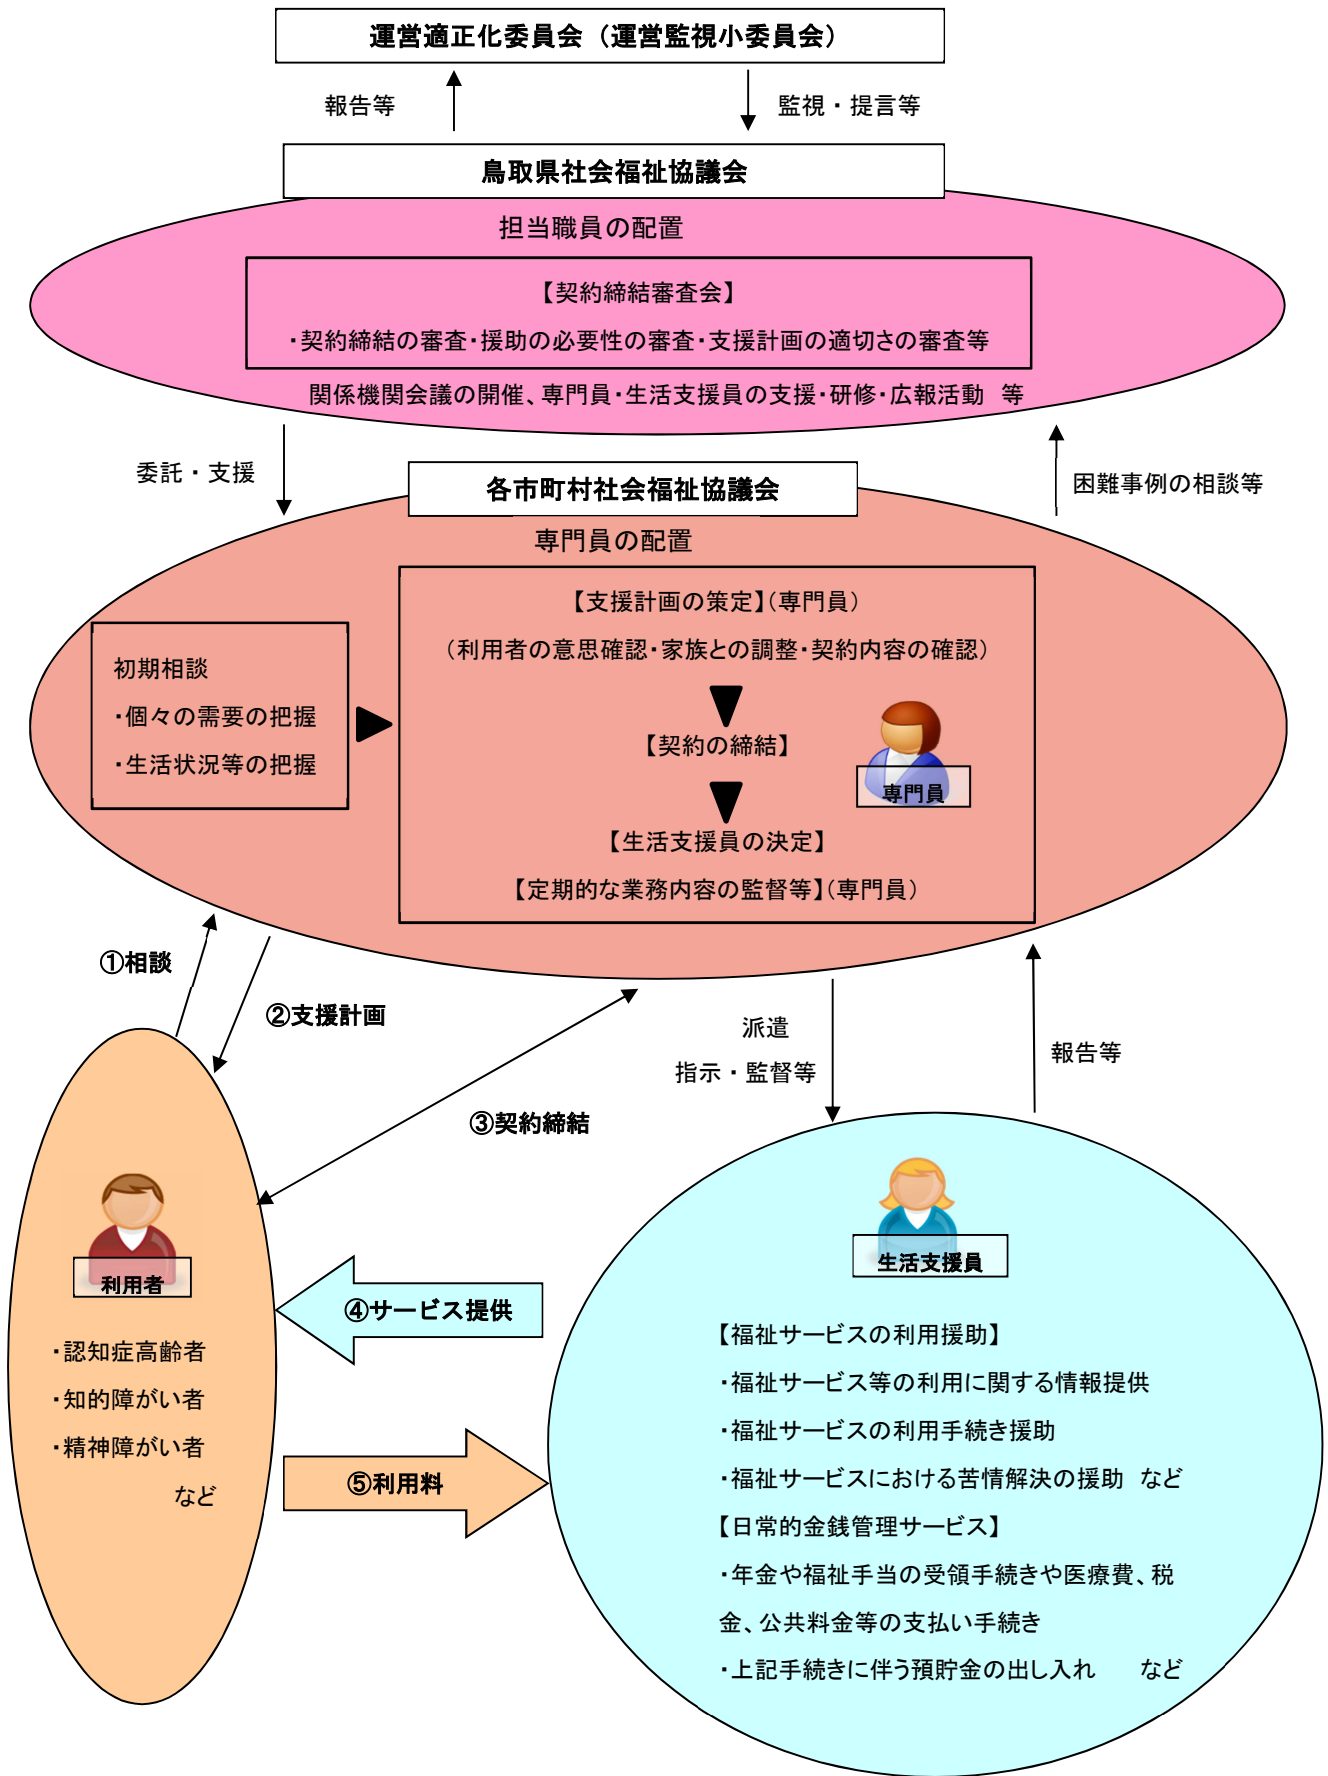 運営適正化委員会（運営監視小委員会）
報告等
監視・提言等
鳥取県社会福祉協議会
担当職員の配置
【契約締結審査会】
・契約締結の審査・援助の必要性の審査・支援計画の適切さの審査等
関係機関会議の開催、専門員・生活支援員の支援・研修・広報活動　等
委託・支援
困難事例の相談等
各市町村社会福祉協議会
専門員の配置
【支援計画の策定】（専門員）
（利用者の意思確認・家族との調整・契約内容の確認）
初期相談
・個々の需要の把握
・生活状況等の把握
【契約の締結】
専門員
【生活支援員の決定】
【定期的な業務内容の監督等】（専門員）
①相談
②支援計画
③契約締結
派遣
指示・監督等
報告等
利用者
・認知症高齢者
・知的障がい者
・精神障がい者
など
④サービス提供
⑤利用料
生活支援員
【福祉サービスの利用援助】
・福祉サービス等の利用に関する情報提供
・福祉サービスの利用手続き援助
・福祉サービスにおける苦情解決の援助　など
【日常的金銭管理サービス】
・年金や福祉手当の受領手続きや医療費、税
金、公共料金等の支払い手続き
・上記手続きに伴う預貯金の出し入れ　　など